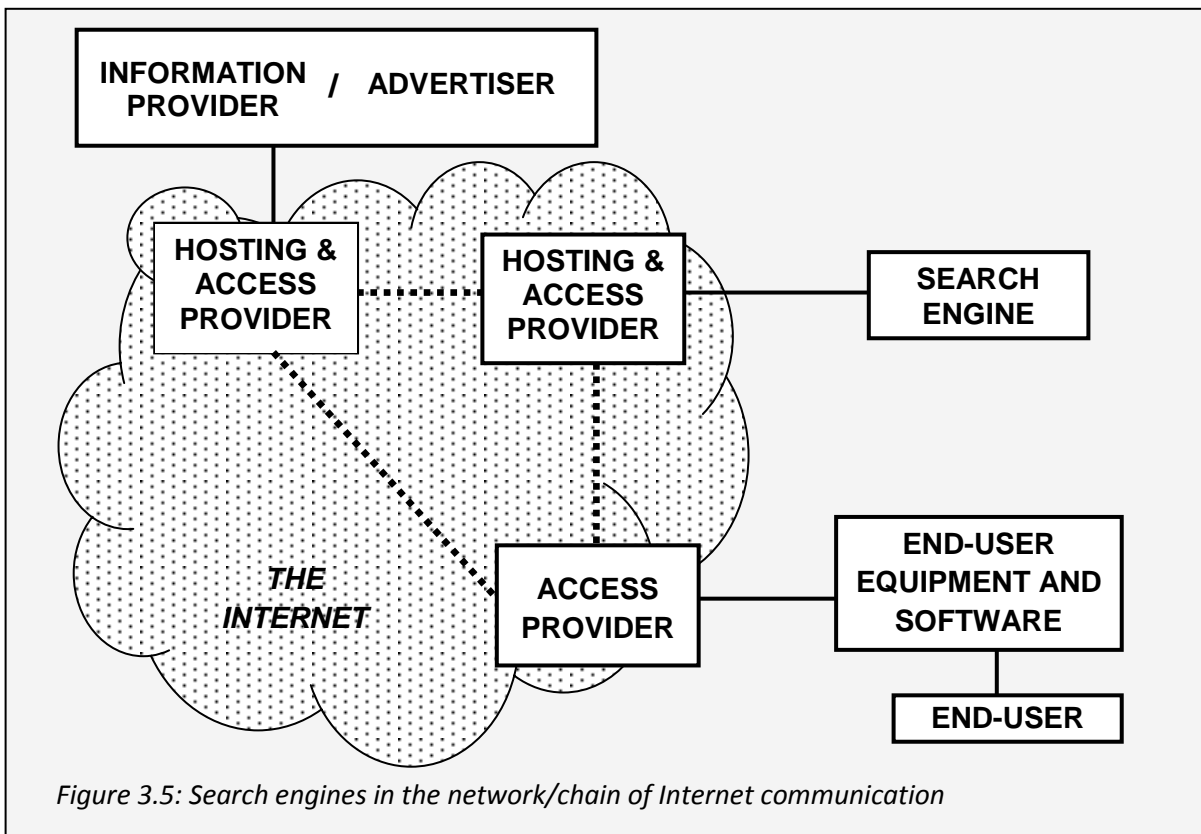 INFORMATION / ADVERTISER
PROVIDER
HOSTING &
ACCESS
PROVIDER
HOSTING &
ACCESS
PROVIDER
SEARCH
ENGINE
THE
INTERNET
ACCESS
PROVIDER
END-USER
EQUIPMENT AND
SOFTWARE
END-USER
Figure 3.5: Search engines in the network/chain of Internet communication